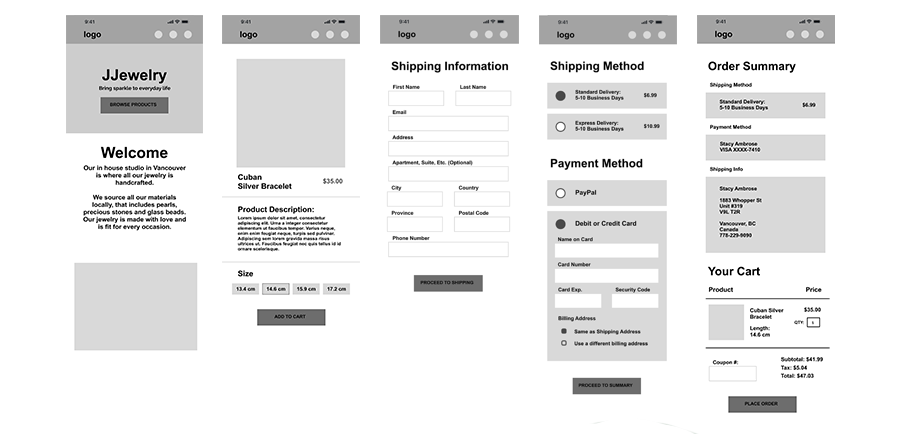 9:41
logo
JJewelry
Bring sparkle to everyday life
BROWSE PRODUCTS
Welcome
Our in house studio in Vancouver
is where all our jewelry is
handcrafted.
We source all our materials
locally, that includes pearls,
precious stones and glass beads.
Our jewelry is made with love and
is fit for every occasion.
9:41
logo
Cuban
Silver Bracelet
$35.00
Product Description:
Lorem ipsum dolor sit amet, consectetur
adipiscing elit. Urna a integer consectetur
elementum ut faucibus tempor. Varius neque,
enim enim feugiat neque, turpis sed pulvinar.
Adipiscing sem lorem gravida massa risus
ultrices ut. Faucibus feugiat nec quis tellus id id
ornare scelerisque.
Size
13.4 cm
14.6 cm
15.9 cm
17.2 cm
ADD TO CART
9:41
logo
Shipping Information
First Name
Last Name
Email
Address
Apartment, Suite, Etc. (Optional)
City
Country
Province
Postal Code
Phone Number
PROCEED TO SHIPPING
9:41
logo
Shipping Method
Standard Delivery:
5-10 Business Days
$6.99
Express Delivery:
5-10 Business Days
$10.99
Payment Method
PayPal
Debit or Credit Card
Name on Card
Card Number
Card Exp.
Security Code
Billing Address
Same as Shipping Address
Use a different billing address
PROCEED TO SUMMARY
9:41
logo
Order Summary
Shipping Method
Standard Delivery:
5-10 Business Days
$6.99
Payment Method
Stacy Ambrose
VISA XXXX-7410
Shipping Info
Stacy Ambrose
1883 Whopper St
Unit #319
V9L T2R
Vancouver, BC
Canada
778-229-9890
Your Cart
Product
Price
Cuban Silver
Bracelet
$35.00
QTY:
1
Length:
14.6 cm
Coupon #:
Subtotal: $41.99
Tax: $5.04
Total: $47.03
PLACE ORDER